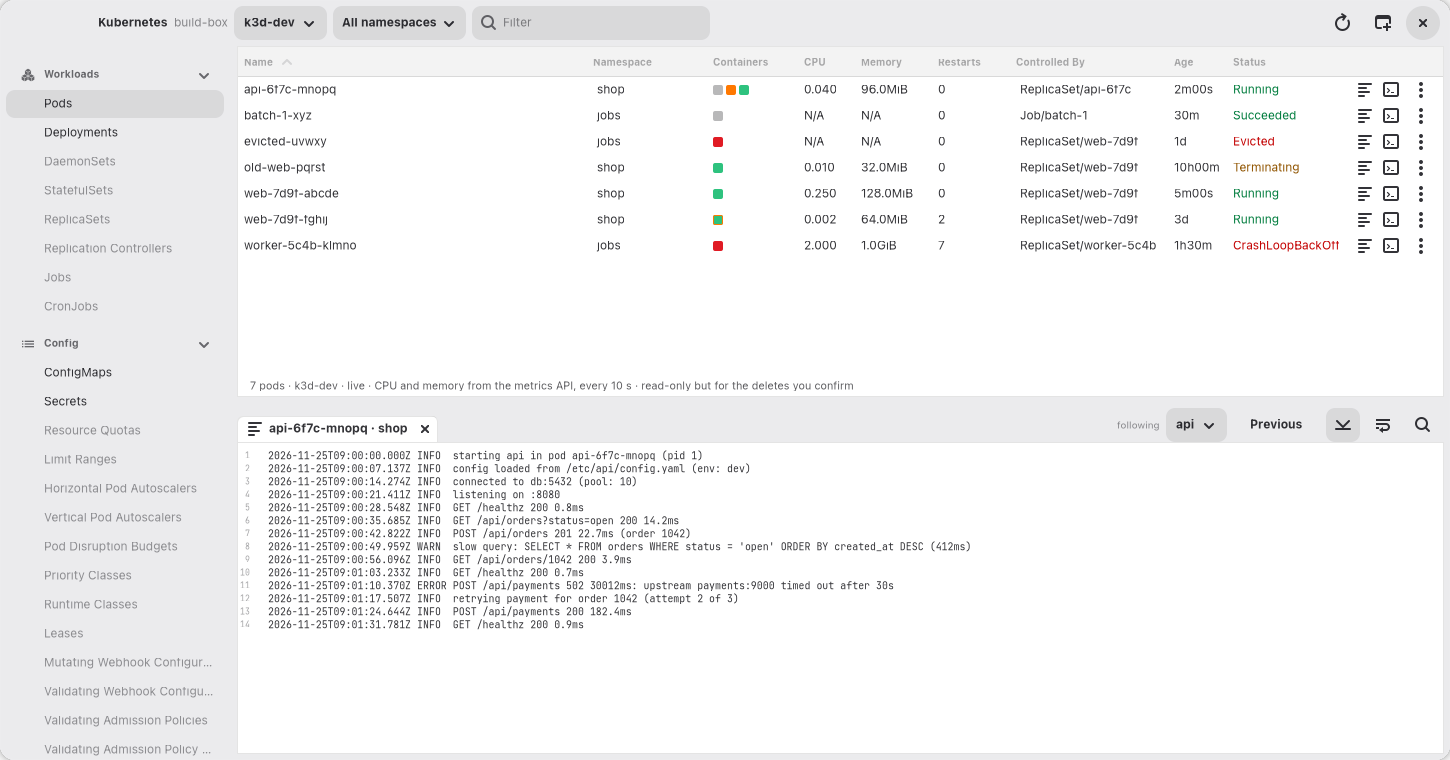 Kubernetes build-box k3d-dev All namespaces Filter
Workloads
Pods
Deployments
DaemonSets
StatefulSets
ReplicaSets
Replication Controllers
Jobs
CronJobs
Config
ConfigMaps
Secrets
Resource Quotas
Limit Ranges
Horizontal Pod Autoscalers
Vertical Pod Autoscalers
Pod Disruption Budgets
Priority Classes
Runtime Classes
Leases
Mutating Webhook Configur...
Validating Webhook Configu...
Validating Admission Policies
Validating Admission Policy ...
Name Namespace Containers CPU Memory Restarts Controlled By Age Status
api-6f7c-mnopq shop 0.040 96.0MiB 0 ReplicaSet/api-6f7c 2m00s Running
batch-1-xyz jobs N/A N/A 0 Job/batch-1 30m Succeeded
evicted-uvwxy jobs N/A N/A 0 ReplicaSet/web-7d9f 1d Evicted
old-web-pqrst shop 0.010 32.0MiB 0 ReplicaSet/web-7d9f 10h00m Terminating
web-7d9f-abcde shop 0.250 128.0MiB 0 ReplicaSet/web-7d9f 5m00s Running
web-7d9f-fghij shop 0.002 64.0MiB 2 ReplicaSet/web-7d9f 3d Running
worker-5c4b-klmno jobs 2.000 1.0GiB 7 ReplicaSet/worker-5c4b 1h30m CrashLoopBackOff
7 pods · k3d-dev · live · CPU and memory from the metrics API, every 10 s · read-only but for the deletes you confirm
api-6f7c-mnopq · shop following api Previous
1 2026-11-25T09:00:00.000Z INFO starting api in pod api-6f7c-mnopq (pid 1)
2 2026-11-25T09:00:07.137Z INFO config loaded from /etc/api/config.yaml (env: dev)
3 2026-11-25T09:00:14.274Z INFO connected to db:5432 (pool: 10)
4 2026-11-25T09:00:21.411Z INFO listening on :8080
5 2026-11-25T09:00:28.548Z INFO GET /healthz 200 0.8ms
6 2026-11-25T09:00:35.685Z INFO GET /api/orders?status=open 200 14.2ms
7 2026-11-25T09:00:42.822Z INFO POST /api/orders 201 22.7ms (order 1042)
8 2026-11-25T09:00:49.959Z WARN slow query: SELECT * FROM orders WHERE status = 'open' ORDER BY created_at DESC (412ms)
9 2026-11-25T09:00:56.096Z INFO GET /api/orders/1042 200 3.9ms
10 2026-11-25T09:01:03.233Z INFO GET /healthz 200 0.7ms
11 2026-11-25T09:01:10.370Z ERROR POST /api/payments 502 30012ms: upstream payments:9000 timed out after 30s
12 2026-11-25T09:01:17.507Z INFO retrying payment for order 1042 (attempt 2 of 3)
13 2026-11-25T09:01:24.644Z INFO POST /api/payments 200 182.4ms
14 2026-11-25T09:01:31.781Z INFO GET /healthz 200 0.9ms